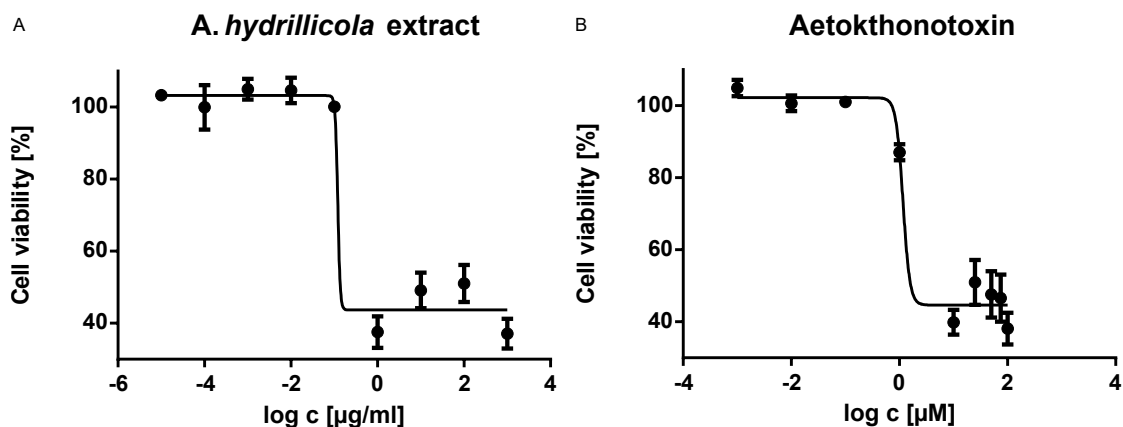 A
A. hydrillicola extract
Cell viability [%]
100
80
60
40
-6
-4
-2
0
2
4
log c [µg/ml]
B
Aetokthonotoxin
Cell viability [%]
100
80
60
40
-4
-2
0
2
4
log c [µM]